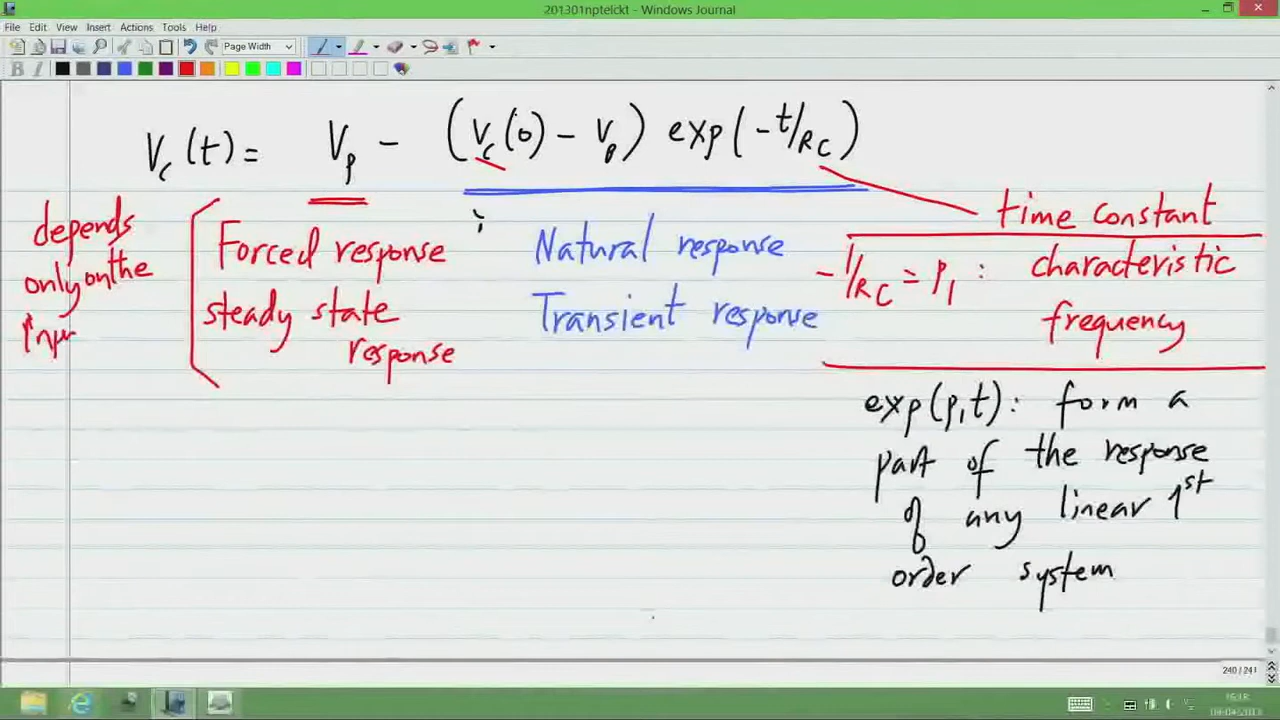 201301nptelckt - Windows Journal
File Edit View Insert Actions Tools Help
Page Width
B I
Vc(t) = Vp - (Vc(0) - Vp) exp(-t/RC)
time constant
depends
only on the
Forced response
steady state
response
Natural response
Transient response
-1/RC = p1 : characteristic
frequency
exp(p1t): form a
part of the response
of any linear 1st
order system
240 / 241